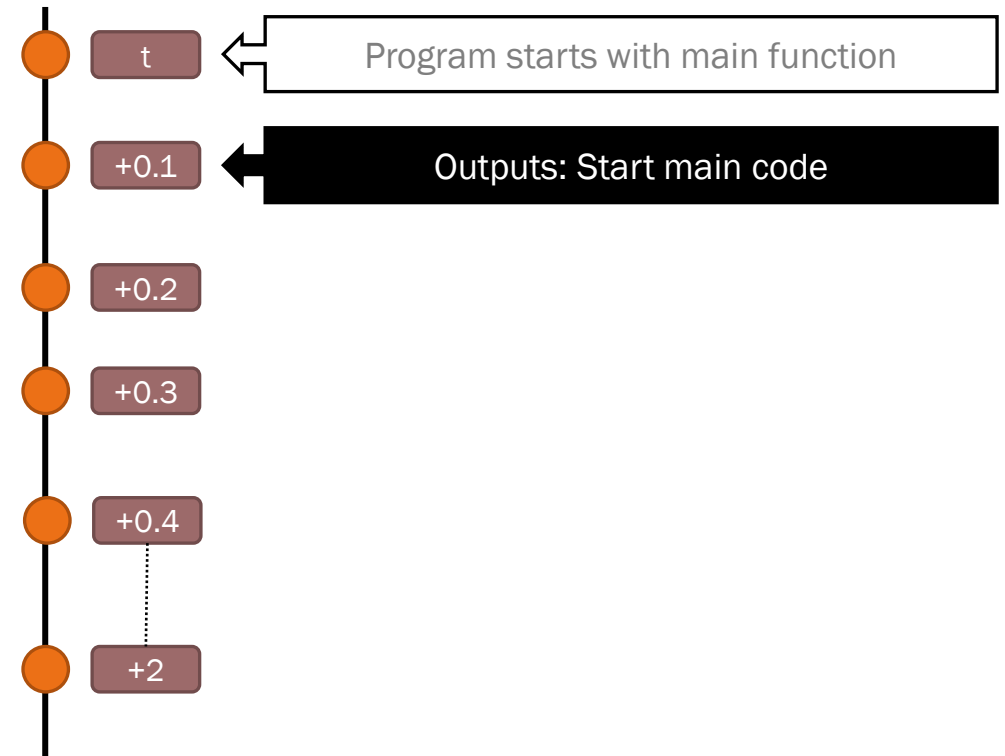 t
Program starts with main function
+0.1
Outputs: Start main code
+0.2
+0.3
+0.4
+2